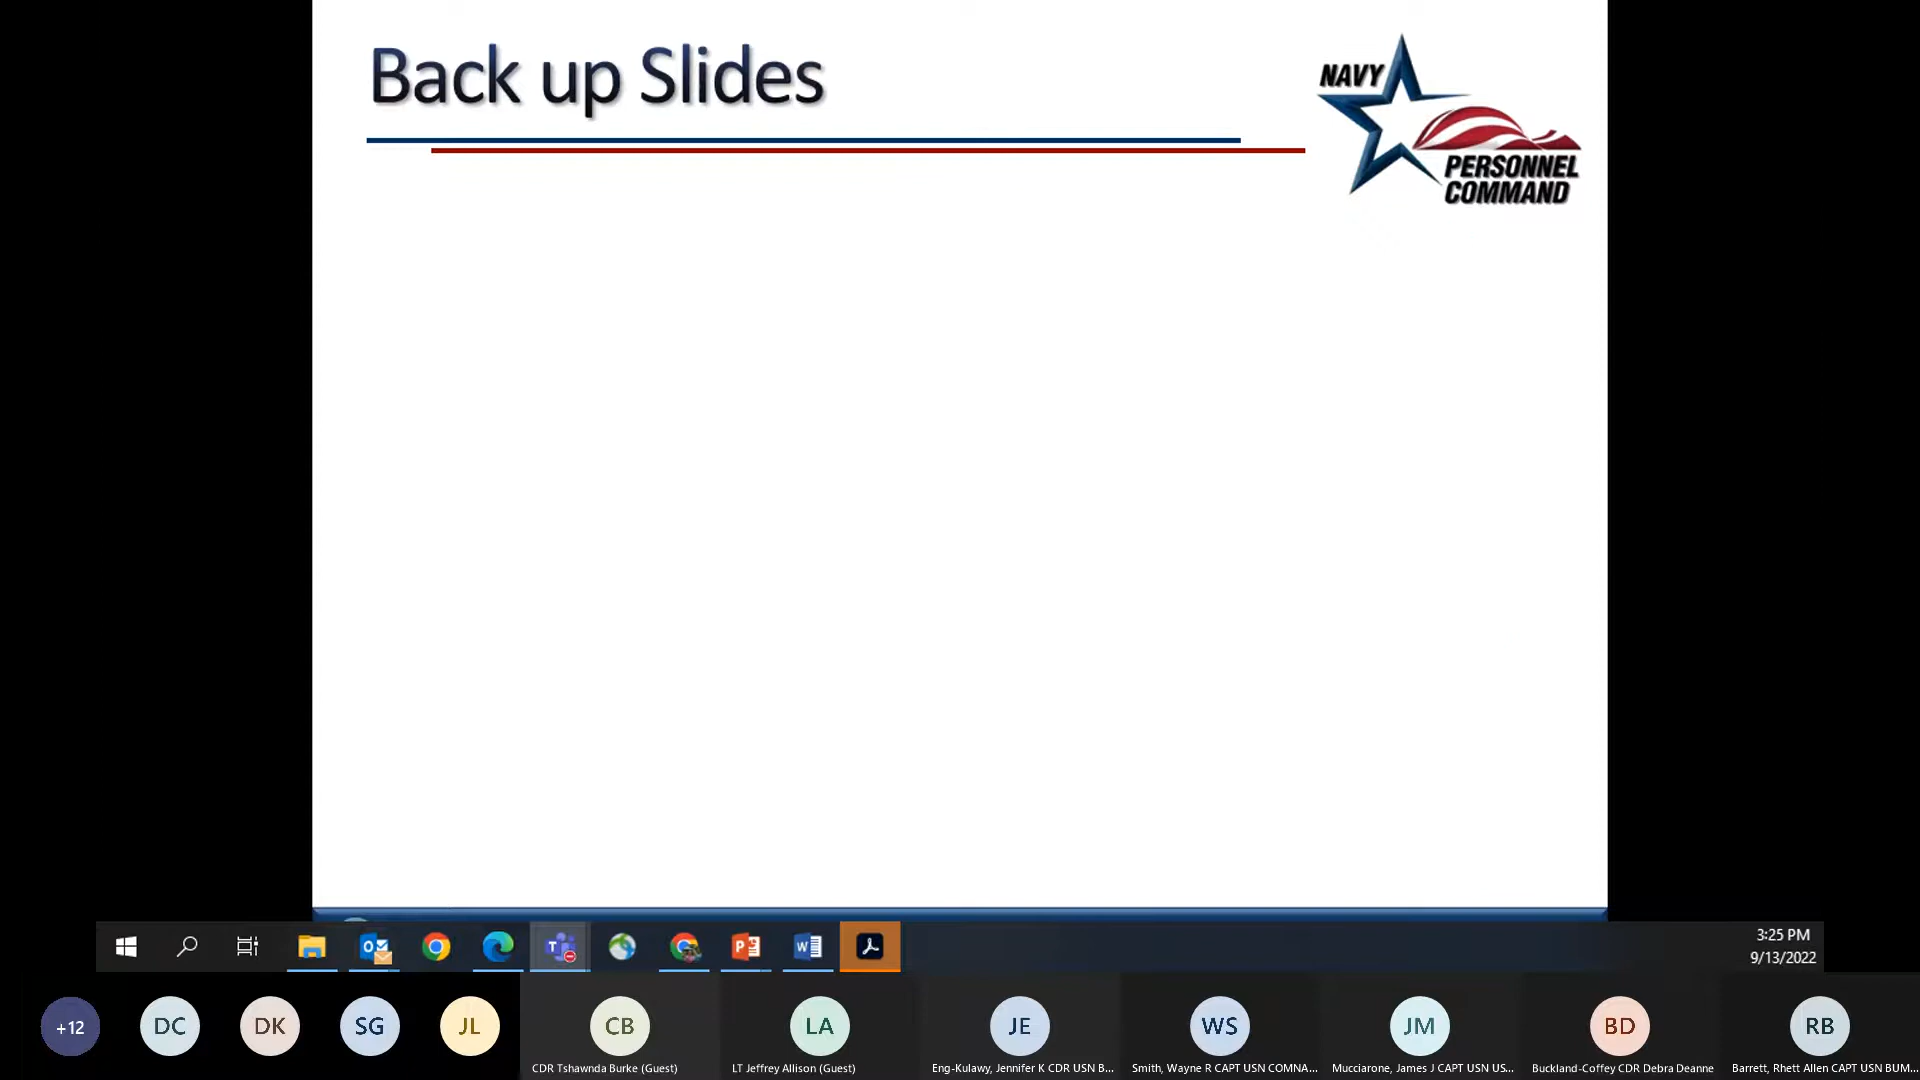 Back up Slides
NAVY
PERSONNEL
COMMAND
3:25 PM
9/13/2022
+12
DC
DK
SG
JL
CB
LA
JE
WS
JM
BD
RB
CDR Tshawnda Burke (Guest)
LT Jeffrey Allison (Guest)
Eng-Kulawy, Jennifer K CDR USN B...
Smith, Wayne R CAPT USN COMNA...
Mucciarone, James J CAPT USN US...
Buckland-Coffey CDR Debra Deanne
Barrett, Rhett Allen CAPT USN BUM...